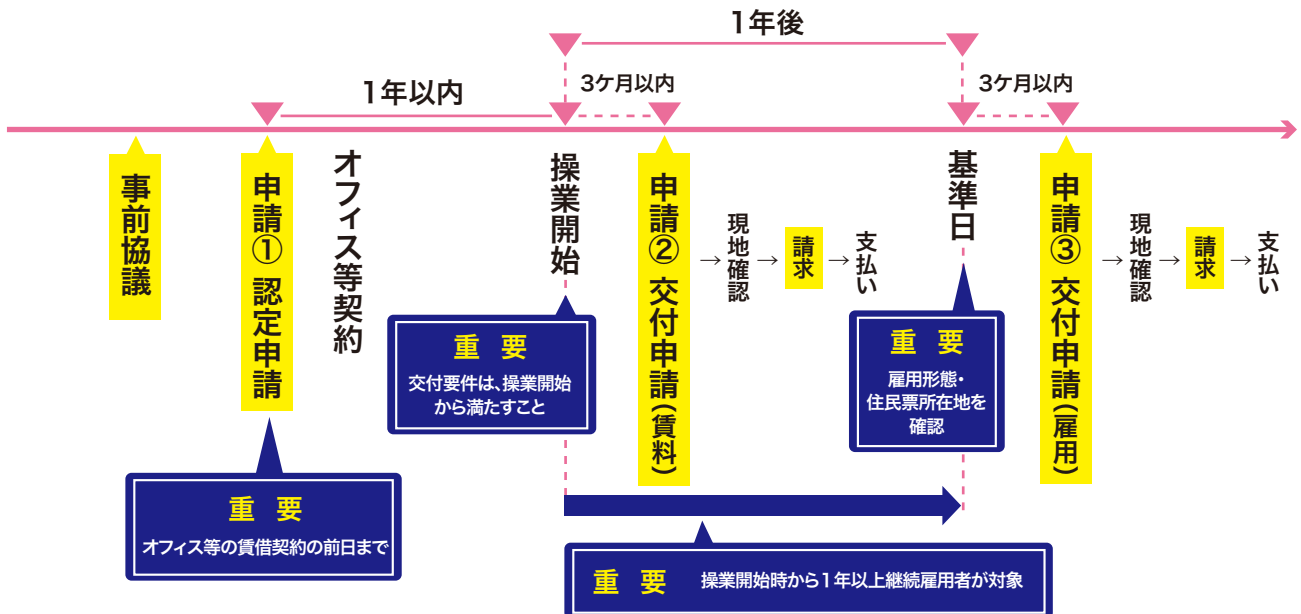 1年後
1年以内
3ケ月以内
3ケ月以内
事前協議
申請① 認定申請
オフィス等契約
操業開始
申請② 交付申請(賃料)
→現地確認→請求→支払い
基準日
申請③ 交付申請(雇用)
→現地確認→請求→支払い
重要
交付要件は、操業開始
から満たすこと
重要
雇用形態・
住民票所在地を
確認
重要
オフィス等の賃借契約の前日まで
重要 操業開始時から1年以上継続雇用者が対象